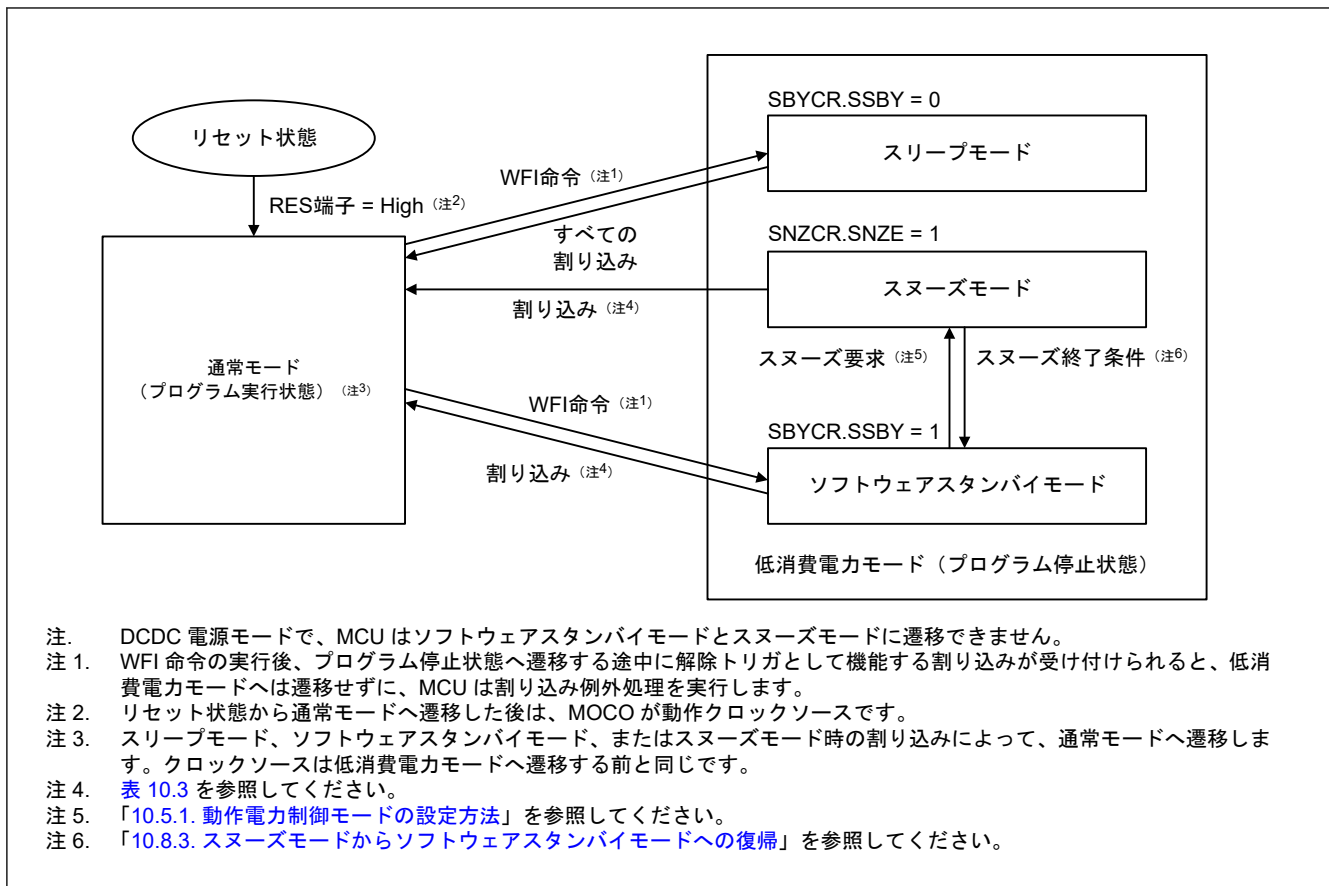 SBYCR.SSBY = 0
リセット状態
スリープモード
WFI命令（注1）
RES端子 = High（注2）
すべての
割り込み
SNZCR.SNZE = 1
スヌーズモード
割り込み（注4）
通常モード
（プログラム実行状態）（注3）
スヌーズ要求（注5）
スヌーズ終了条件（注6）
WFI命令（注1）
SBYCR.SSBY = 1
割り込み（注4）
ソフトウェアスタンバイモード
低消費電力モード（プログラム停止状態）
注. DCDC 電源モードで、MCU はソフトウェアスタンバイモードとスヌーズモードに遷移できません。
注 1. WFI 命令の実行後、プログラム停止状態へ遷移する途中に解除トリガとして機能する割り込みが受け付けられると、低消
費電力モードへは遷移せずに、MCU は割り込み例外処理を実行します。
注 2. リセット状態から通常モードへ遷移した後は、MOCO が動作クロックソースです。
注 3. スリープモード、ソフトウェアスタンバイモード、またはスヌーズモード時の割り込みによって、通常モードへ遷移しま
す。クロックソースは低消費電力モードへ遷移する前と同じです。
注 4. 表 10.3 を参照してください。
注 5. 「10.5.1. 動作電力制御モードの設定方法」を参照してください。
注 6. 「10.8.3. スヌーズモードからソフトウェアスタンバイモードへの復帰」を参照してください。